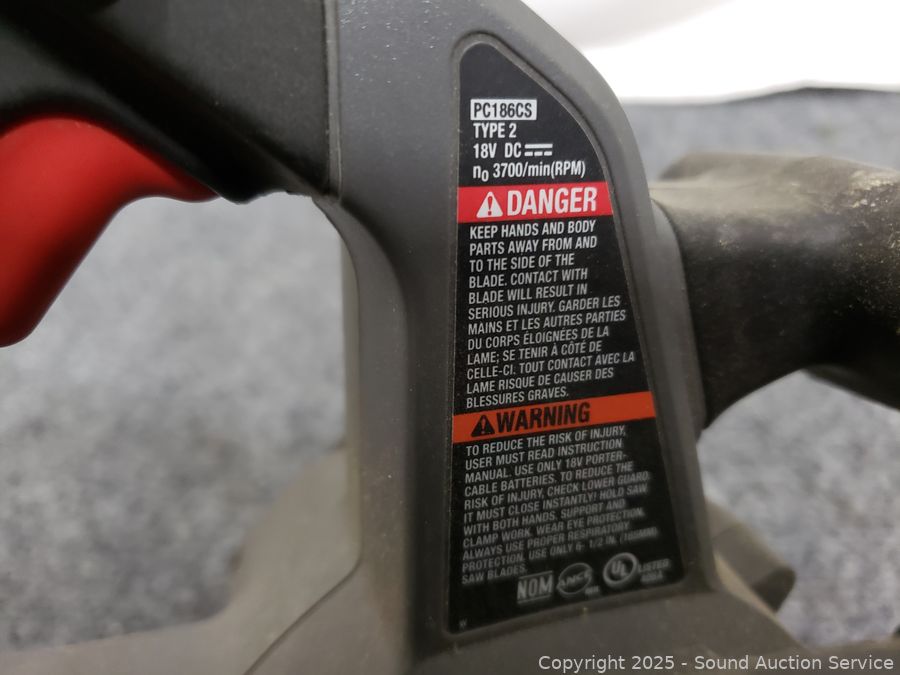 PC186CS
TYPE 2
18V DC
n₀ 3700/min(RPM)
DANGER
KEEP HANDS AND BODY
PARTS AWAY FROM AND
TO THE SIDE OF THE
BLADE. CONTACT WITH
BLADE WILL RESULT IN
SERIOUS INJURY. GARDER LES
MAINS ET LES AUTRES PARTIES
DU CORPS ÉLOIGNÉES DE LA
LAME; SE TENIR À CÔTÉ DE
CELLE-CI. TOUT CONTACT AVEC LA
LAME RISQUE DE CAUSER DES
BLESSURES GRAVES.
WARNING
TO REDUCE THE RISK OF INJURY,
USER MUST READ INSTRUCTION
MANUAL. USE ONLY 18V PORTER-
CABLE BATTERIES. TO REDUCE THE
RISK OF INJURY, CHECK LOWER GUARD.
IT MUST CLOSE INSTANTLY! HOLD SAW
WITH BOTH HANDS. SUPPORT AND
CLAMP WORK. WEAR EYE PROTECTION.
ALWAYS USE PROPER RESPIRATORY
PROTECTION. USE ONLY 6- 1/2 IN. (165MM)
SAW BLADES.
NOM ANCE UL LISTED
Copyright 2025 - Sound Auction Service